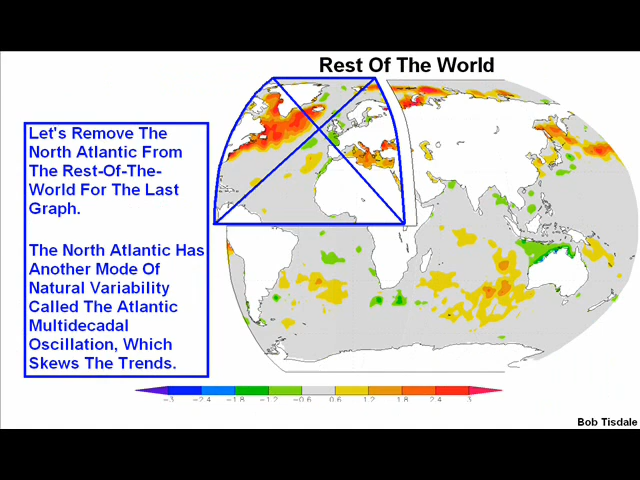 Rest Of The World
Let's Remove The
North Atlantic From
The Rest-Of-The-
World For The Last
Graph.
The North Atlantic Has
Another Mode Of
Natural Variability
Called The Atlantic
Multidecadal
Oscillation, Which
Skews The Trends.
-3 -2.4 -1.8 -1.2 -0.6 0.6 1.2 1.8 2.4 3
Bob Tisdale